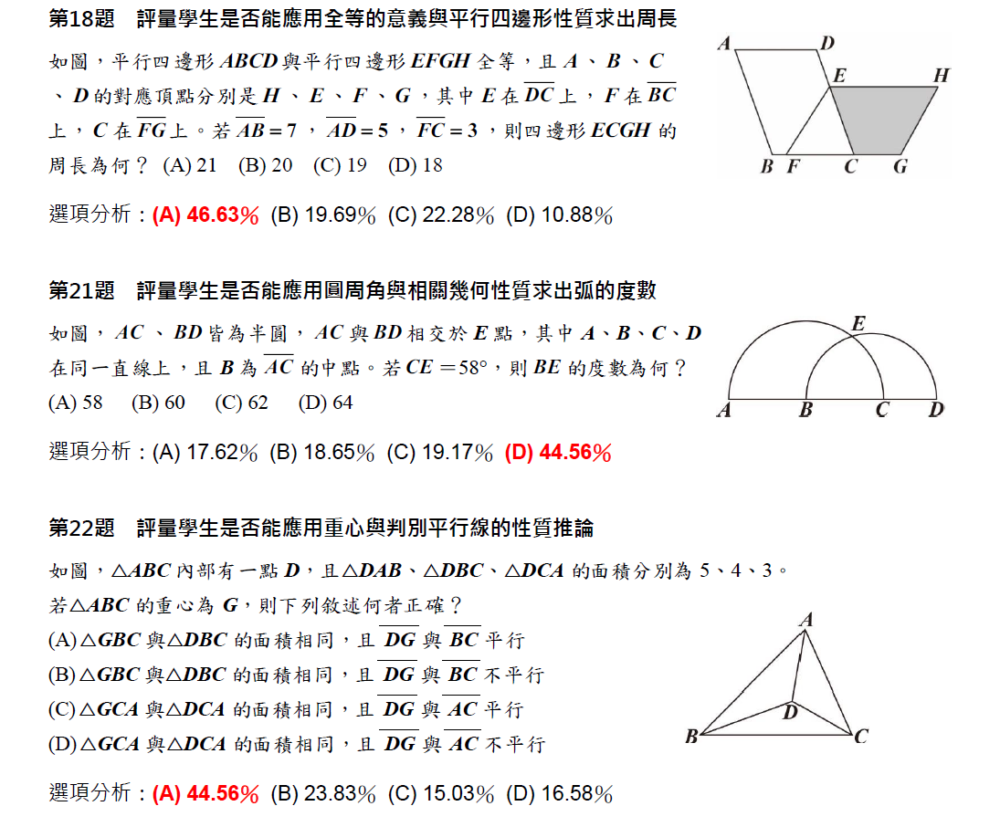 第18題　評量學生是否能應用全等的意義與平行四邊形性質求出周長
如圖，平行四邊形 ABCD 與平行四邊形 EFGH 全等，且 A 、 B 、 C
、 D 的對應頂點分別是 H 、 E 、 F 、 G ，其中 E 在 DC 上， F 在 BC
上， C 在 FG 上。若 AB = 7 ， AD = 5 ， FC = 3 ，則四邊形 ECGH 的
周長為何？ (A) 21 (B) 20 (C) 19 (D) 18
A
D
E
H
B
F
C
G
選項分析：(A) 46.63％ (B) 19.69％ (C) 22.28％ (D) 10.88％
第21題　評量學生是否能應用圓周角與相關幾何性質求出弧的度數
如圖， AC 、 BD 皆為半圓， AC 與 BD 相交於 E 點，其中 A、B、C、D
在同一直線上，且 B 為 AC 的中點。若 CE ＝58°，則 BE 的度數為何？
(A) 58 (B) 60 (C) 62 (D) 64
E
A
B
C
D
選項分析：(A) 17.62％ (B) 18.65％ (C) 19.17％ (D) 44.56％
第22題　評量學生是否能應用重心與判別平行線的性質推論
如圖，△ABC 內部有一點 D，且△DAB、△DBC、△DCA 的面積分別為 5、4、3。
若△ABC 的重心為 G，則下列敘述何者正確？
(A)△GBC 與△DBC 的面積相同，且 DG 與 BC 平行
(B)△GBC 與△DBC 的面積相同，且 DG 與 BC 不平行
(C)△GCA 與△DCA 的面積相同，且 DG 與 AC 平行
(D)△GCA 與△DCA 的面積相同，且 DG 與 AC 不平行
A
D
B
C
選項分析：(A) 44.56％ (B) 23.83％ (C) 15.03％ (D) 16.58％